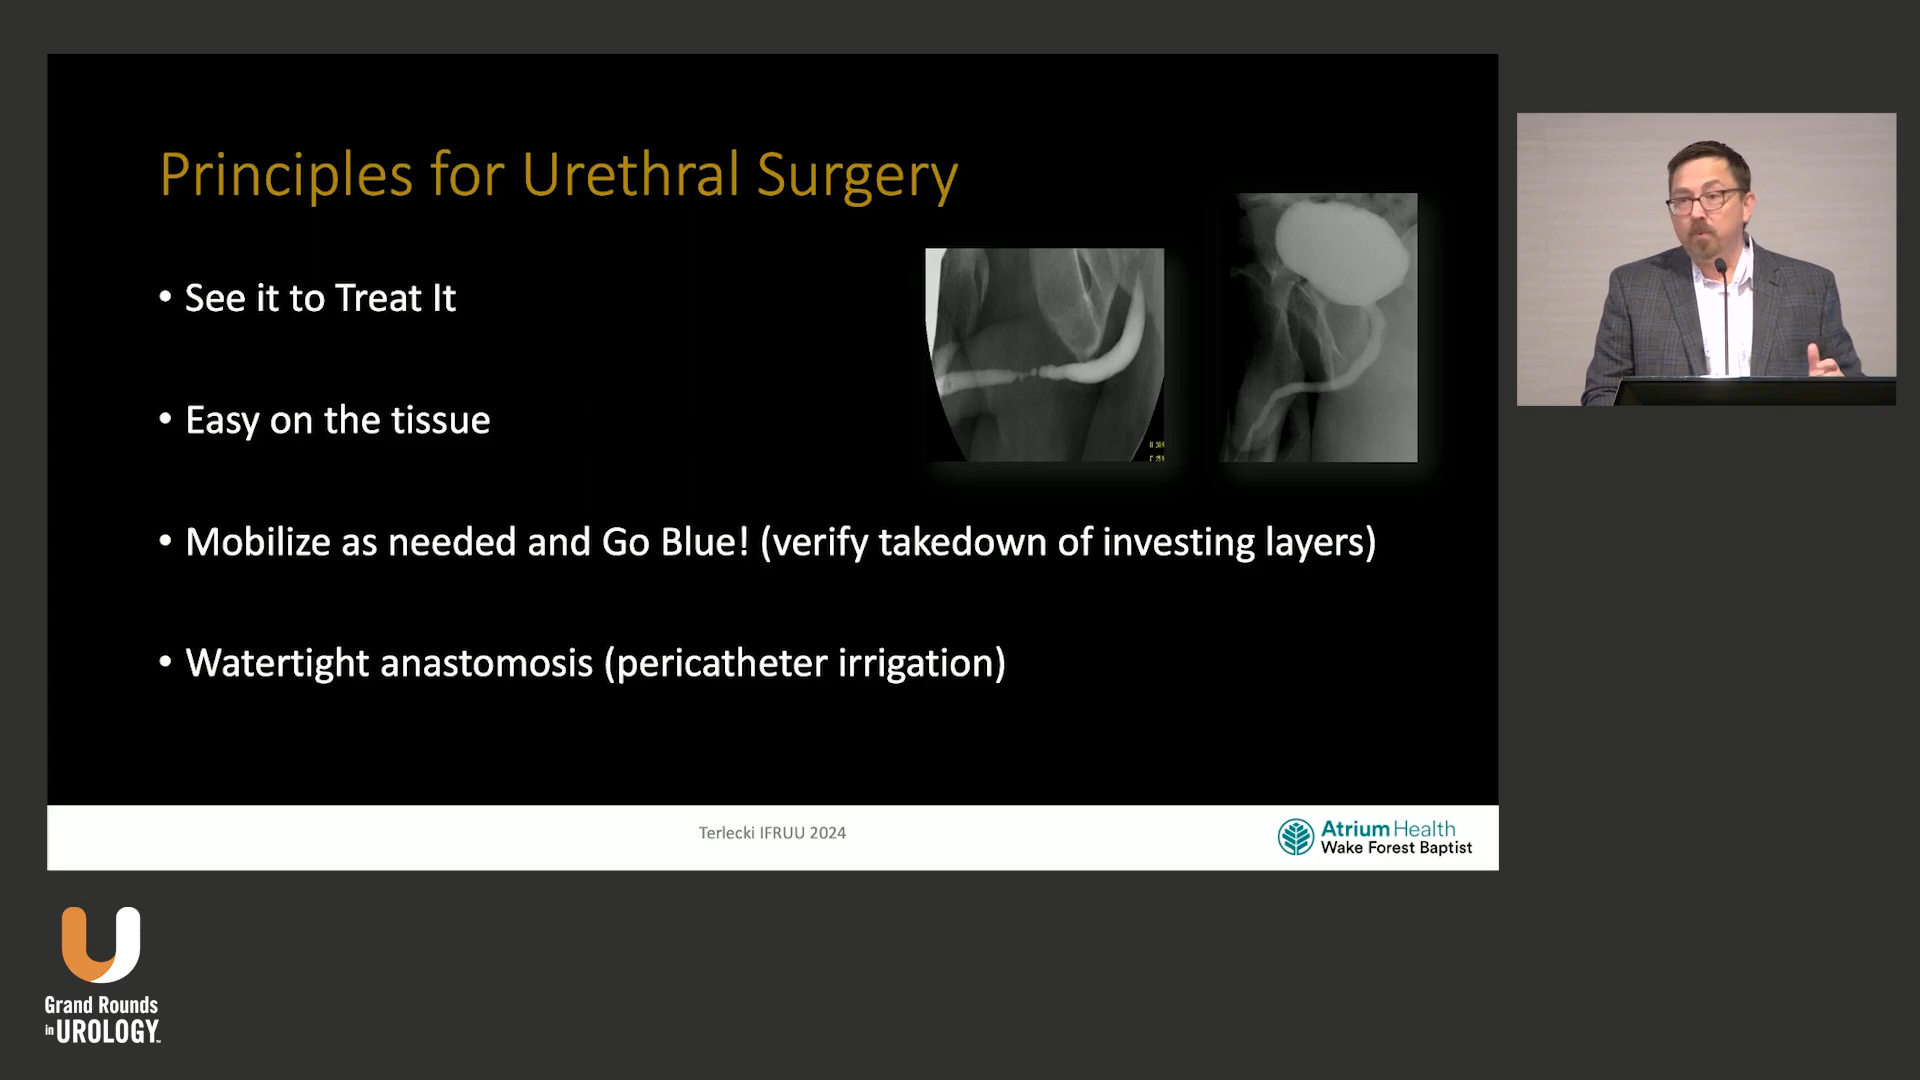 Principles for Urethral Surgery
• See it to Treat It
• Easy on the tissue
• Mobilize as needed and Go Blue! (verify takedown of investing layers)
• Watertight anastomosis (pericatheter irrigation)
Terlecki IFRUU 2024
Atrium Health
Wake Forest Baptist
Grand Rounds
in UROLOGY